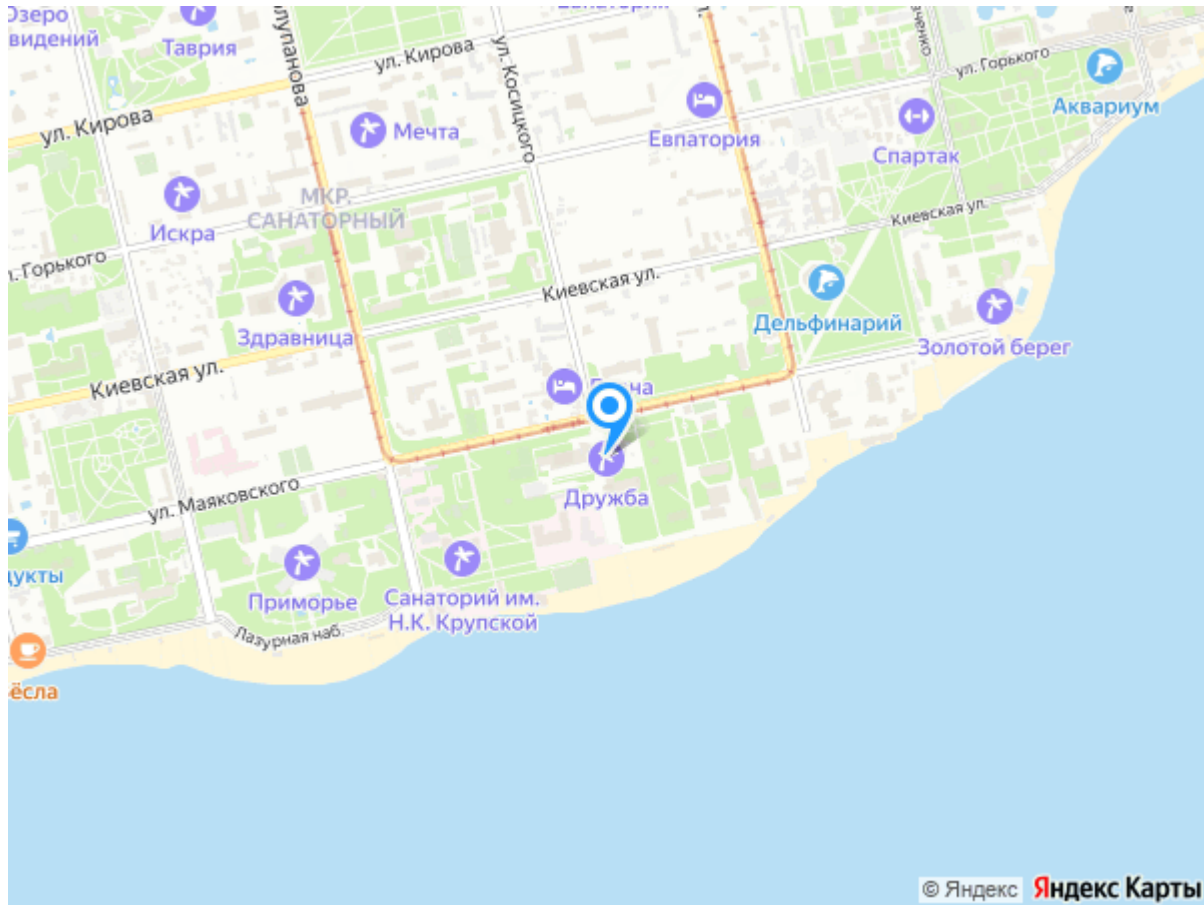 Озеро
Таврия
ул. Кирова
ул. Кирова
ул. Косицкого
ул. Горького
Аквариум
Мечта
Евпатория
Спартак
МКР.
САНАТОРНЫЙ
Искра
Киевская ул.
Горького
Киевская ул.
Здравница
Дельфинарий
Золотой берег
Киевская ул.
ул. Маяковского
Дружба
Приморье
Санаторий им.
Н.К. Крупской
Лазурная наб.
© Яндекс Яндекс Карты